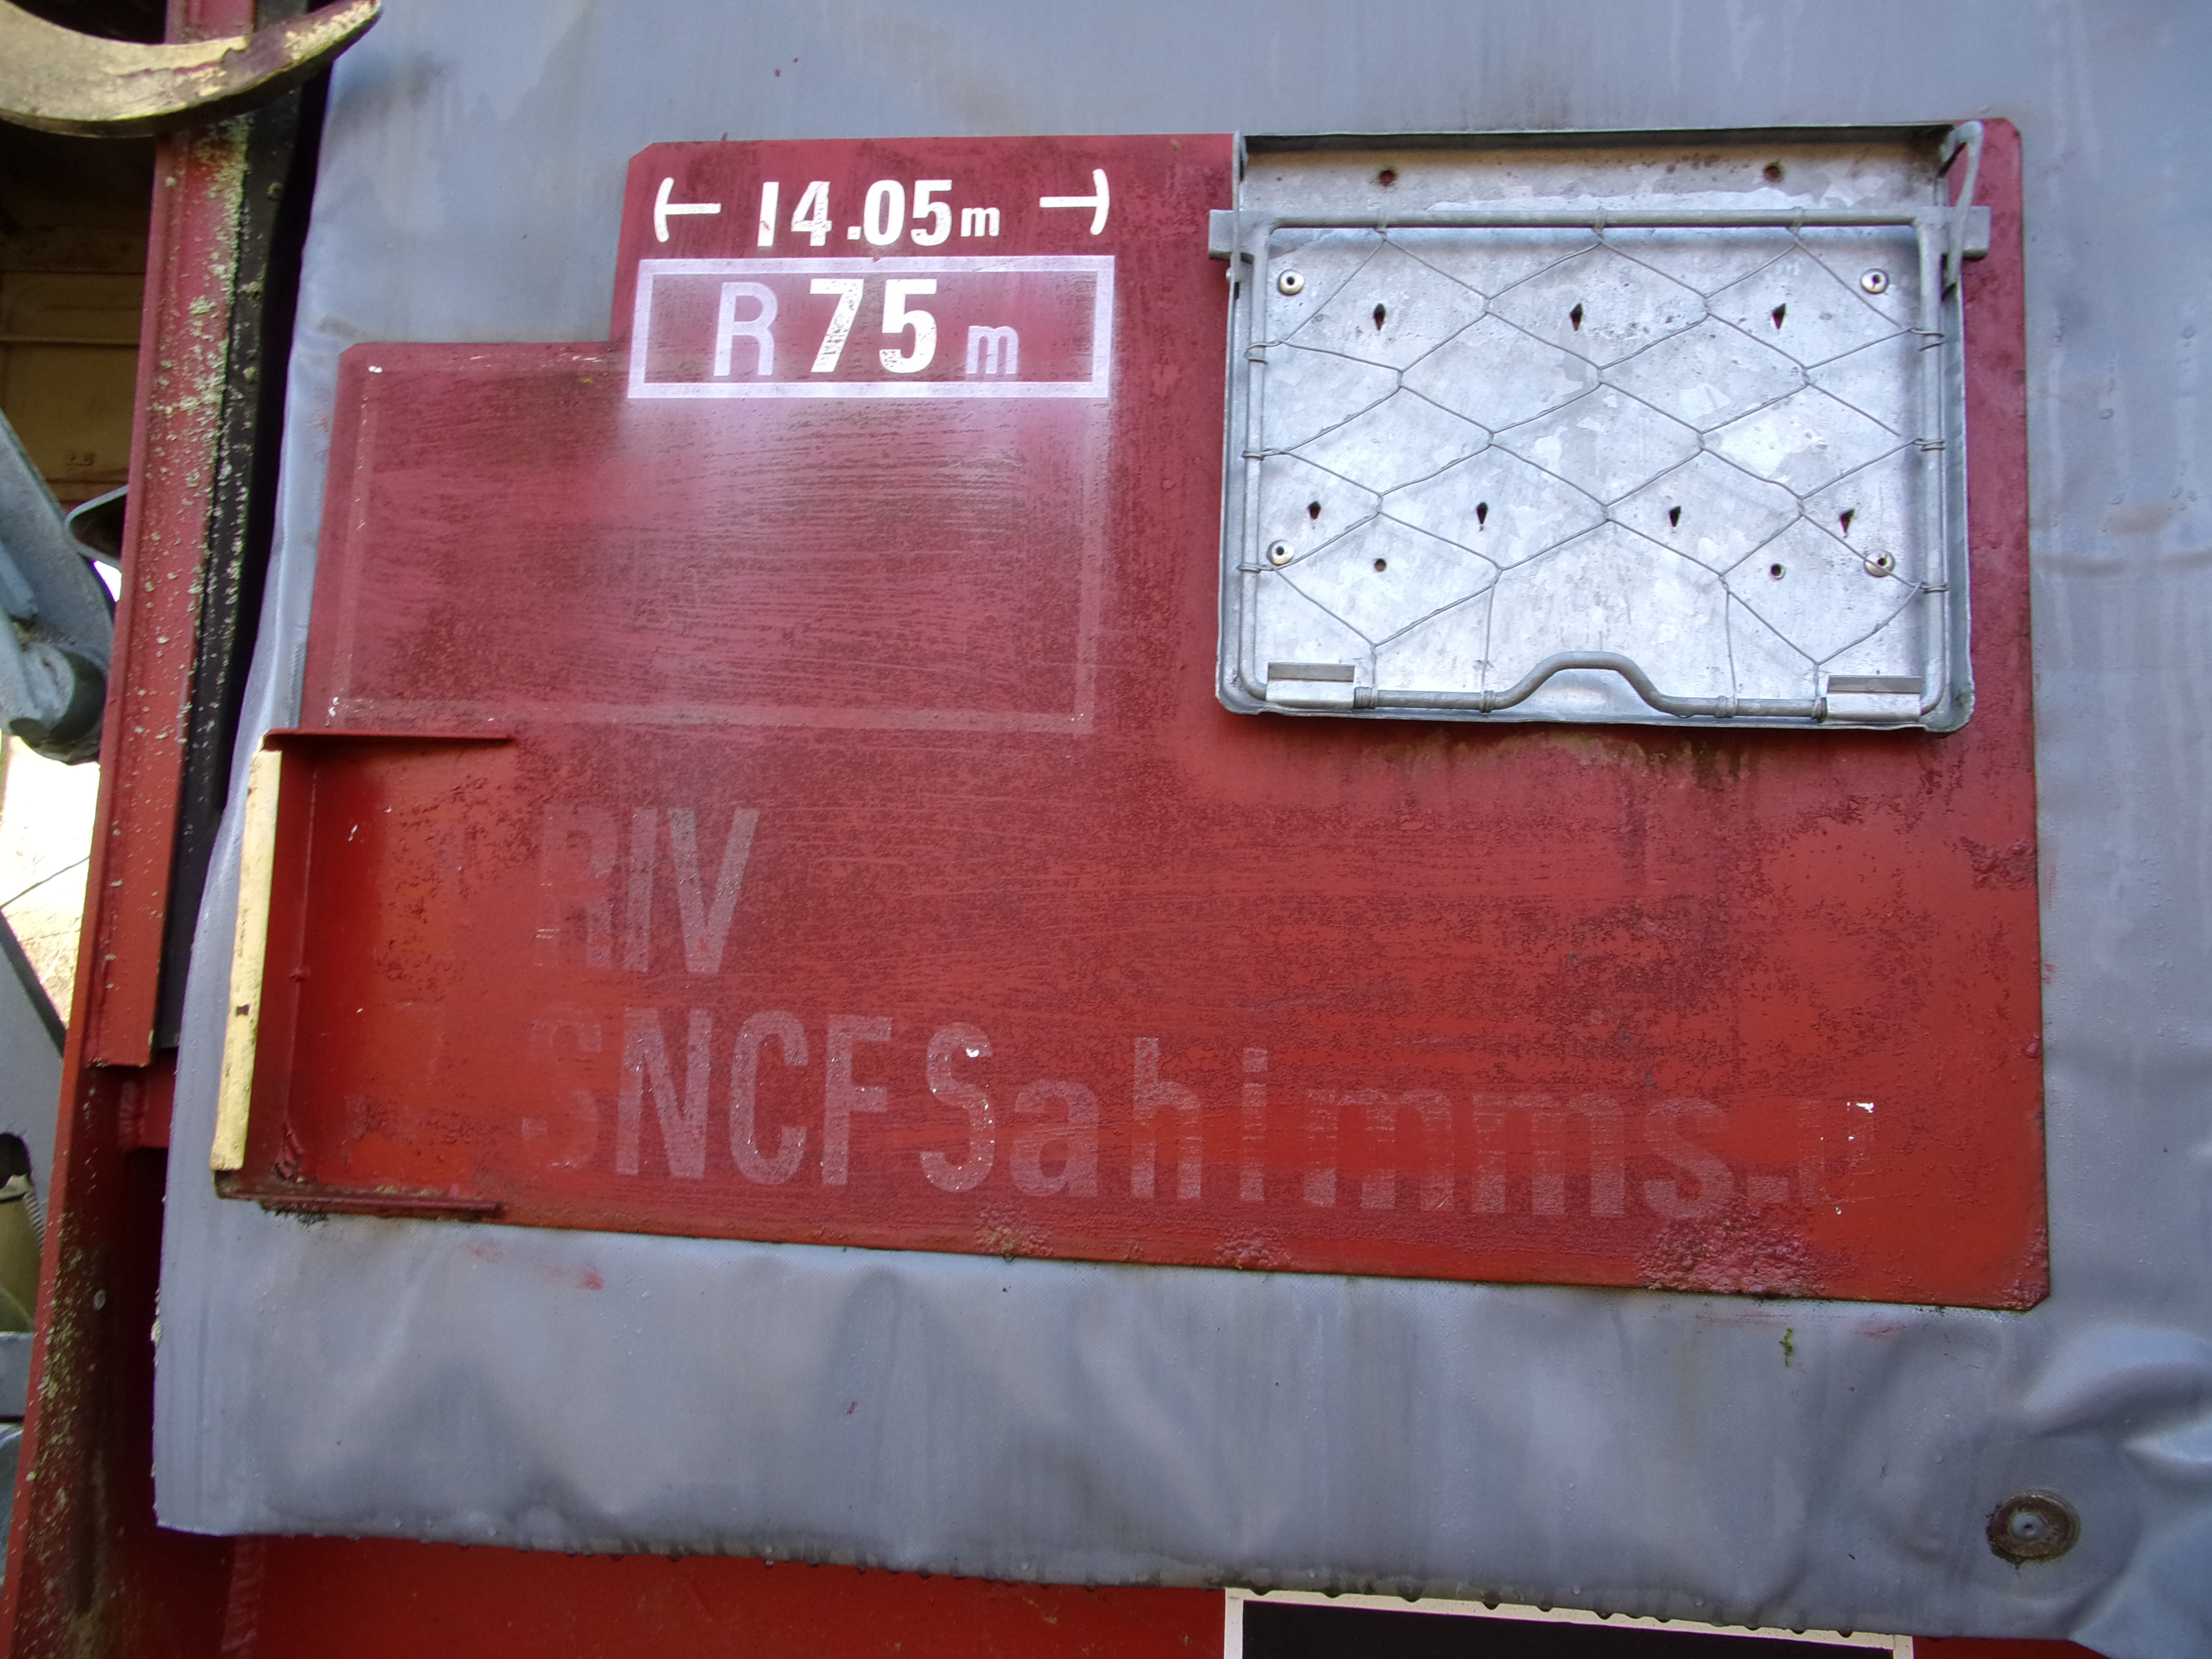 14.05m
R 75 m
RIV
SNCF Sahimms.